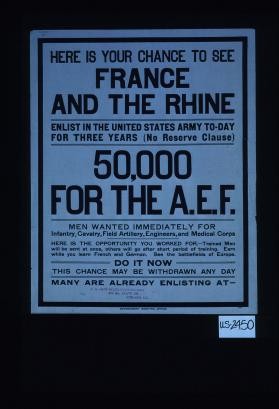 HERE IS YOUR CHANCE TO SEE
FRANCE
AND THE RHINE
ENLIST IN THE UNITED STATES ARMY TO-DAY
FOR THREE YEARS (No Reserve Clause)
50,000
FOR THE A.E.F.
MEN WANTED IMMEDIATELY FOR
Infantry, Cavalry, Field Artillery, Engineers, and Medical Corps
HERE IS THE OPPORTUNITY YOU WORKED FOR.—Trained Men
will be sent at once, others will go after short period of training. Earn
while you learn French and German. See the battlefields of Europe.
DO IT NOW
THIS CHANCE MAY BE WITHDRAWN ANY DAY
MANY ARE ALREADY ENLISTING AT—
US-2450